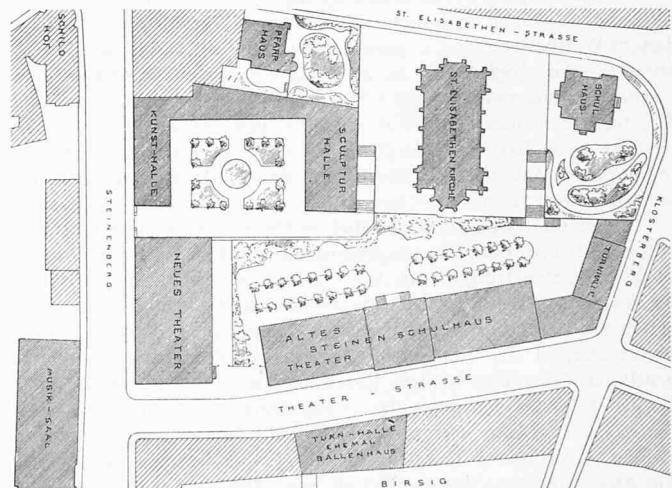 ST. ELISABETHEN - STRASSE
SCHILD
HOF
PFARR
HAUS
ST. ELISABETHEN KIRCHE
SCHUL
HAUS
KUNST-HALLE
SCULPTUR
HALLE
STEINENBERG
KLOSTERBERG
NEUES THEATER
TURNHALLE
ALTES
STEINEN SCHULHAUS
THEATER
MUSIK-SAAL
THEATER - STRASSE
TURN-HALLE
EHEMAL
BALLENHAUS
BIRSIG